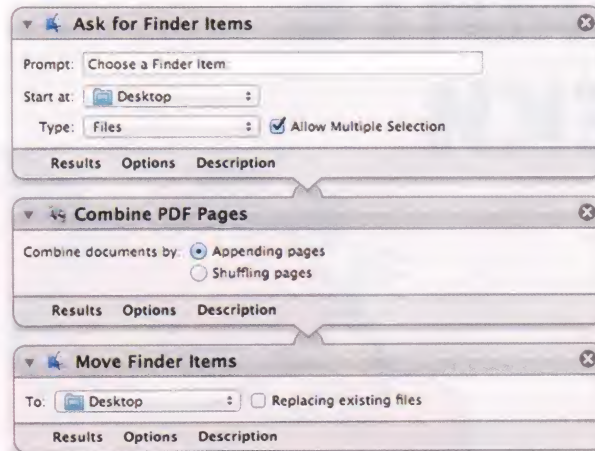 Ask for Finder Items
Prompt: Choose a Finder Item
Start at: Desktop
Type: Files Allow Multiple Selection
Results Options Description
Combine PDF Pages
Combine documents by: Appending pages
Shuffling pages
Results Options Description
Move Finder Items
To: Desktop Replacing existing files
Results Options Description